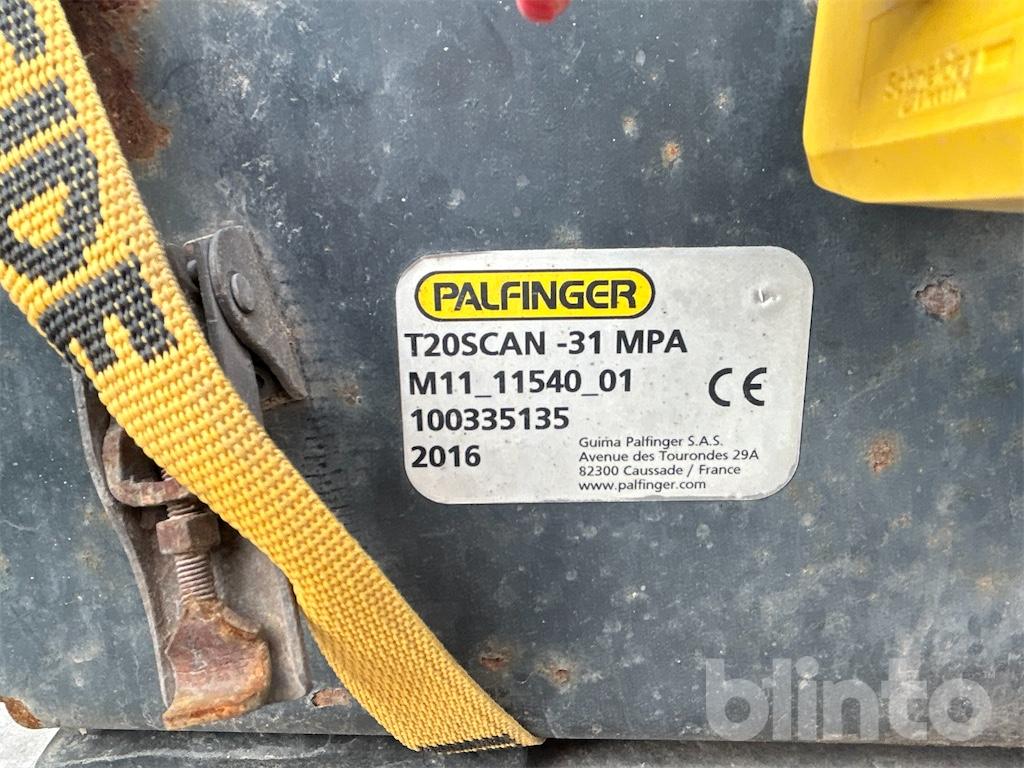 PALFINGER
T20SCAN -31 MPA
M11_11540_01
100335135
2016
CE
Guima Palfinger S.A.S.
Avenue des Tourondes 29A
82300 Caussade / France
www.palfinger.com
blinto